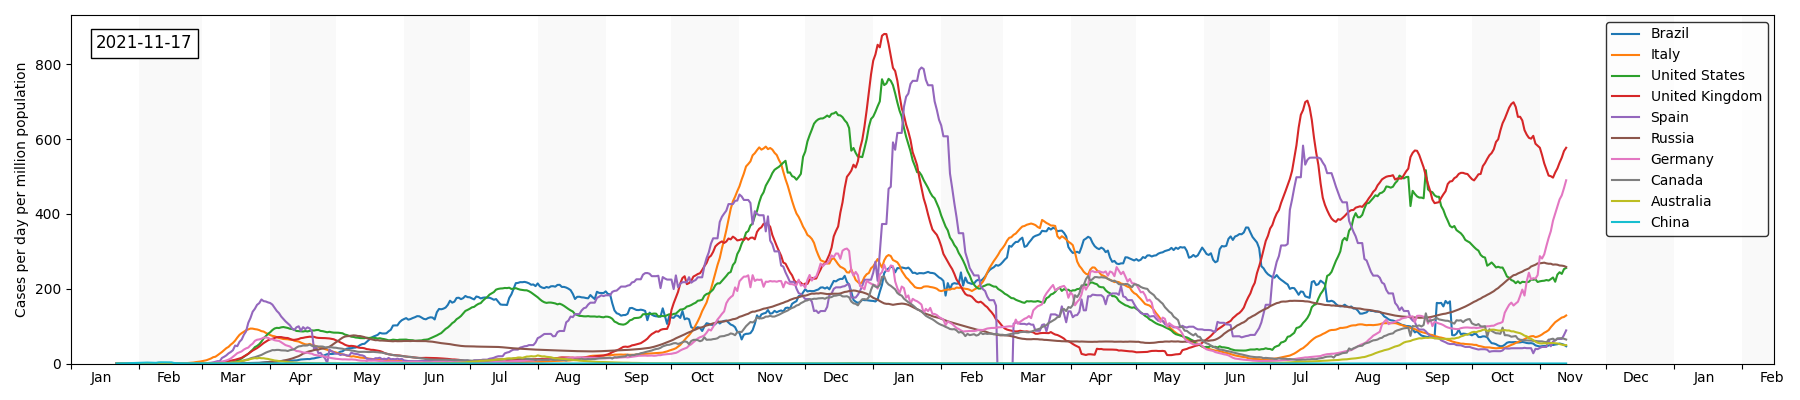 2021-11-17
Cases per day per million population
800
600
400
200
0
Jan Feb Mar Apr May Jun Jul Aug Sep Oct Nov Dec Jan Feb Mar Apr May Jun Jul Aug Sep Oct Nov Dec Jan Feb
Brazil
Italy
United States
United Kingdom
Spain
Russia
Germany
Canada
Australia
China